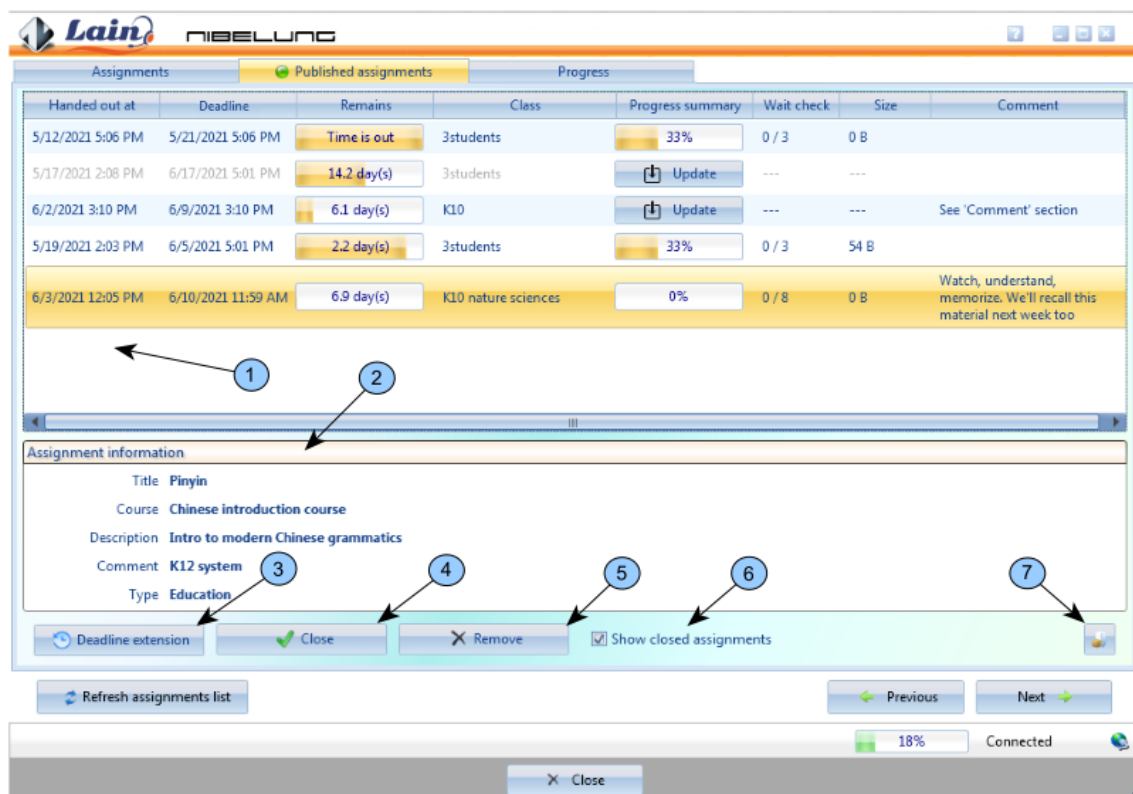 Lain NIBELUNG ?
Assignments Published assignments Progress
Handed out at Deadline Remains Class Progress summary Wait check Size Comment
5/12/2021 5:06 PM 5/21/2021 5:06 PM Time is out 3students 33% 0 / 3 0 B
5/17/2021 2:08 PM 6/17/2021 5:01 PM 14.2 day(s) 3students Update --- ---
6/2/2021 3:10 PM 6/9/2021 3:10 PM 6.1 day(s) K10 Update --- --- See 'Comment' section
5/19/2021 2:03 PM 6/5/2021 5:01 PM 2.2 day(s) 3students 33% 0 / 3 54 B
6/3/2021 12:05 PM 6/10/2021 11:59 AM 6.9 day(s) K10 nature sciences 0% 0 / 8 0 B Watch, understand,
memorize. We'll recall this
material next week too
1
2
Assignment information
Title Pinyin
Course Chinese introduction course
Description Intro to modern Chinese grammatics
Comment K12 system
Type Education
3 4 5 6 7
Deadline extension Close Remove Show closed assignments
Refresh assignments list Previous Next
18% Connected
Close